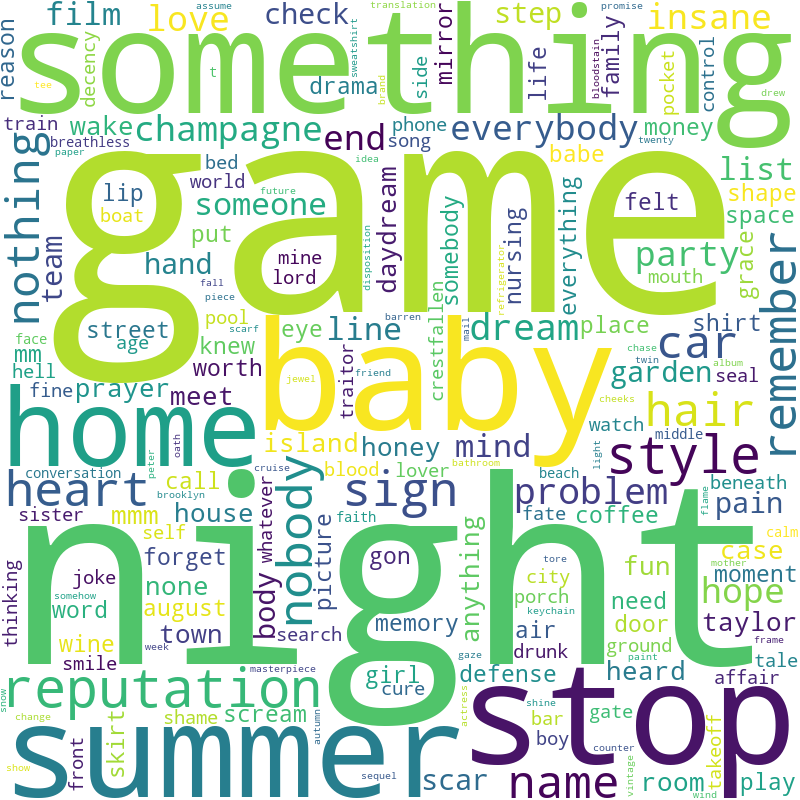 film
love
assume
check
translation
step
promise
insane
reason
tee
decency
something
t
sweatshirt
drama
brand
side
mirror
life
bloodstain
family
pocket
control
drew
train
wake
champagne
end
phone
song
everybody
money
breathless
paper
nothing
team
bed
world
idea
twenty
babe
list
lip
boat
game
future
felt
shape
space
someone
daydream
put
mine
lord
disposition
somebody
refrigerator
nursing
everything
party
mouth
grace
remember
hand
fall
piece
street
age
pool
scarf
barren
mail
eye
line
dream
place
shirt
car
face
mm
hell
knew
worth
traitor
crestfallen
chase
twin
album
garden
seal
fine
prayer
meet
jewel
friend
baby
cheeks
hair
home
oath
island
honey
mind
watch
middle
style
heart
conversation
peter
call
cruise
blood
lover
bathroom
beach
light
beneath
brooklyn
sign
problem
pain
sister
mmm
house
whatever
nobody
faith
fate
coffee
flame
calm
self
picture
anything
case
thinking
joke
somehow
none
forget
gon
tore
city
fun
mother
moment
word
august
body
memory
porch
keychain
need
hope
wine
town
search
air
door
taylor
frame
smile
week
night
drunk
ground
paint
tale
masterpiece
girl
cure
gaze
defense
heard
affair
snow
reputation
change
shame
scream
autumn
actress
shine
bar
gate
stop
skirt
boy
counter
takeoff
show
front
summer
sequel
scar
name
vintage
room
wind
play